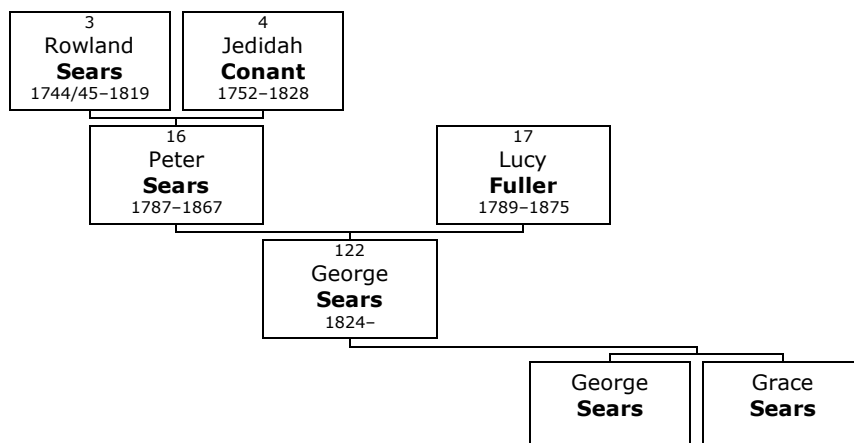 3
Rowland
Sears
1744/45–1819
4
Jedidah
Conant
1752–1828
16
Peter
Sears
1787–1867
17
Lucy
Fuller
1789–1875
122
George
Sears
1824–
George
Sears
Grace
Sears